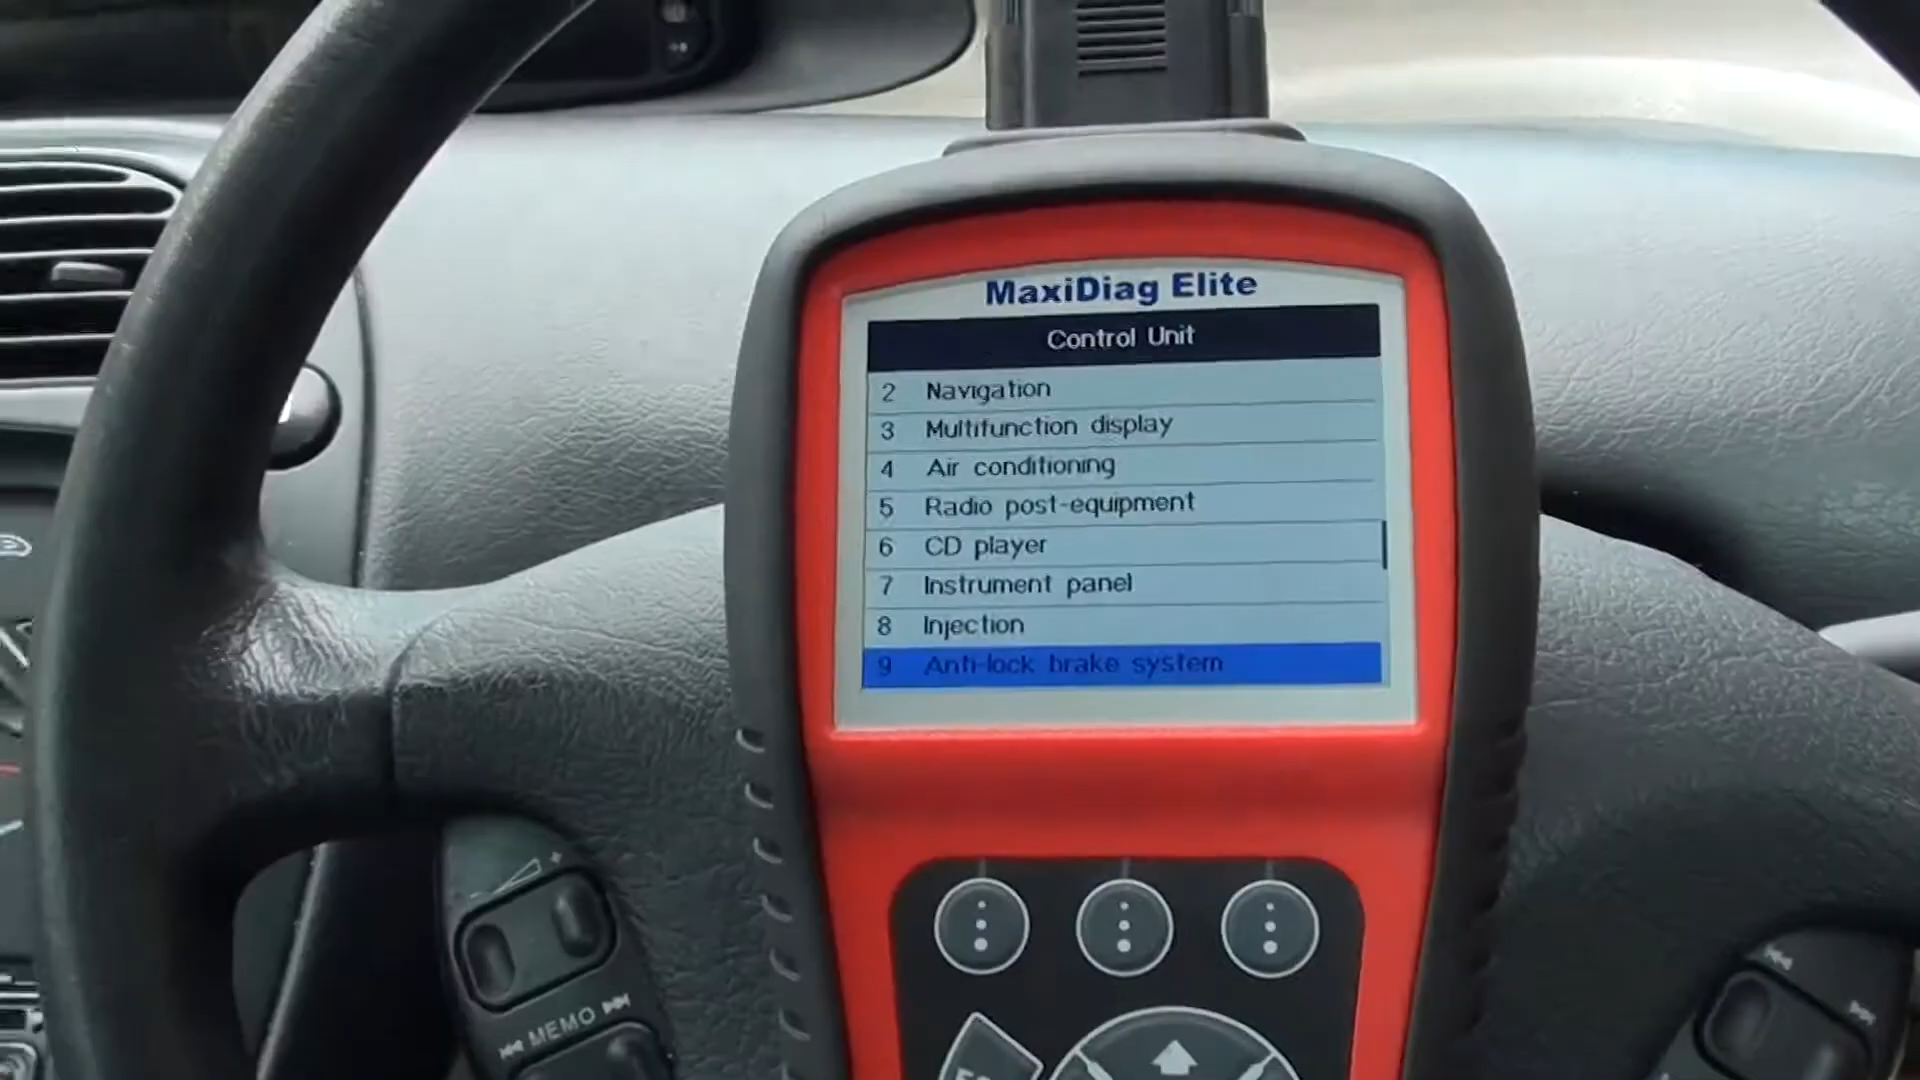 MaxiDiag Elite
Control Unit
2 Navigation
3 Multifunction display
4 Air conditioning
5 Radio post-equipment
6 CD player
7 Instrument panel
8 Injection
9 Anti-lock brake system
MEMO